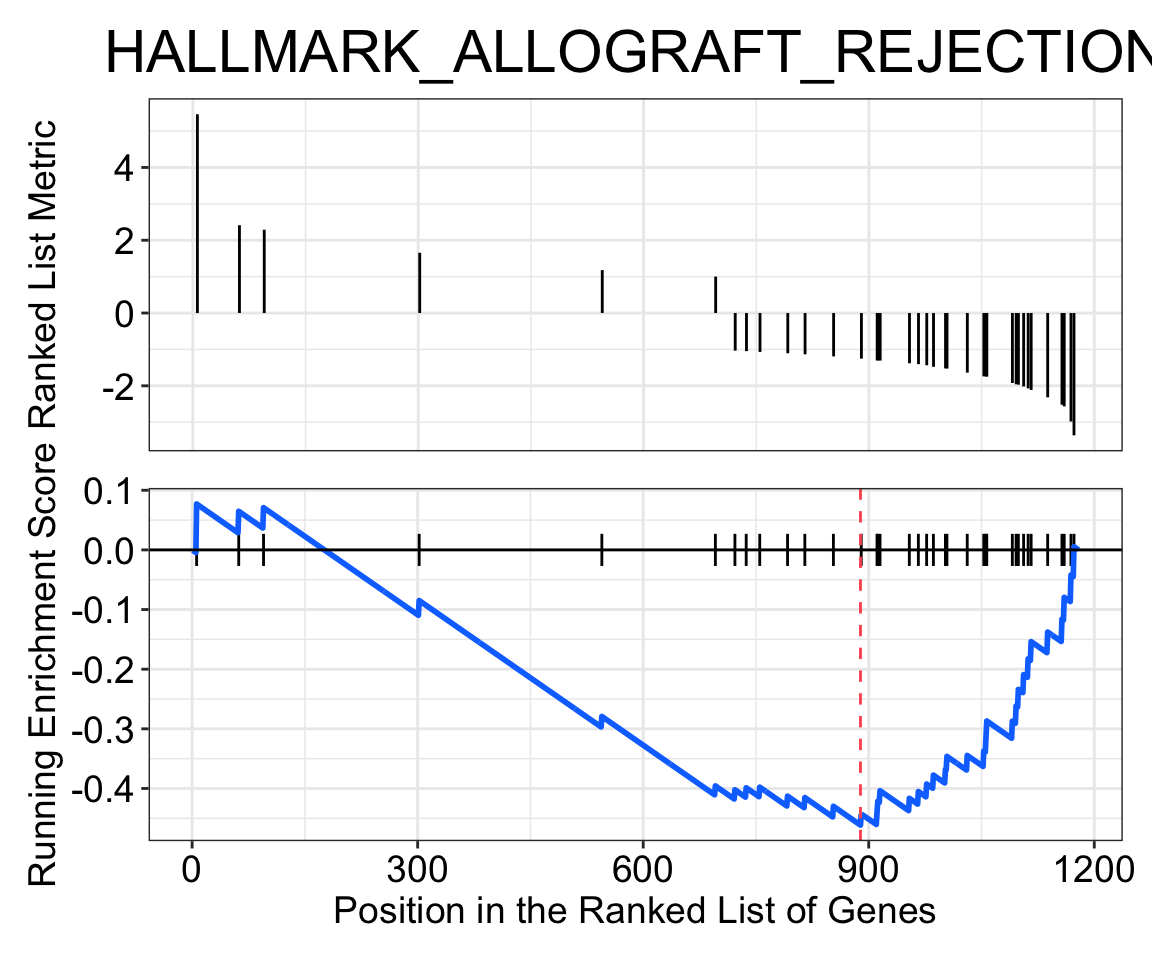 HALLMARK_ALLOGRAFT_REJECTION
Ranked List Metric
4
2
0
-2
Running Enrichment Score
0.1
0.0
-0.1
-0.2
-0.3
-0.4
0 300 600 900 1200
Position in the Ranked List of Genes